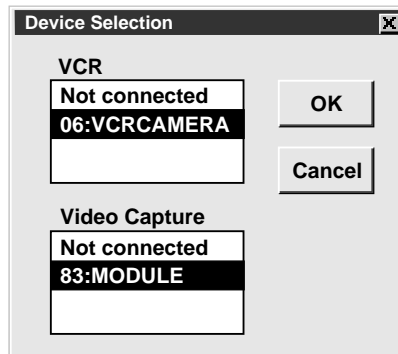 Device Selection
VCR
Not connected
06:VCRCAMERA
OK
Cancel
Video Capture
Not connected
83:MODULE